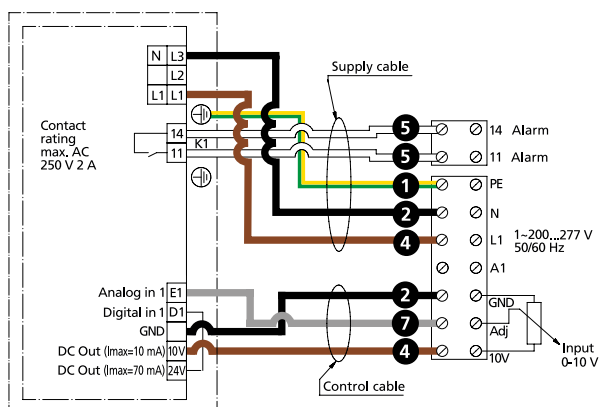 N L3
L2
L1 L1
Supply cable
Contact
rating
max. AC
250 V 2 A
14
K1
11
5 14 Alarm
5 11 Alarm
1 PE
2 N
4 L1
1~200...277 V
50/60 Hz
A1
Analog in 1 E1
Digital in 1 D1
GND
DC Out (Imax=10 mA) 10V
DC Out (Imax=70 mA) 24V
2 GND
7 Adj
4 10V
Input
0-10 V
Control cable